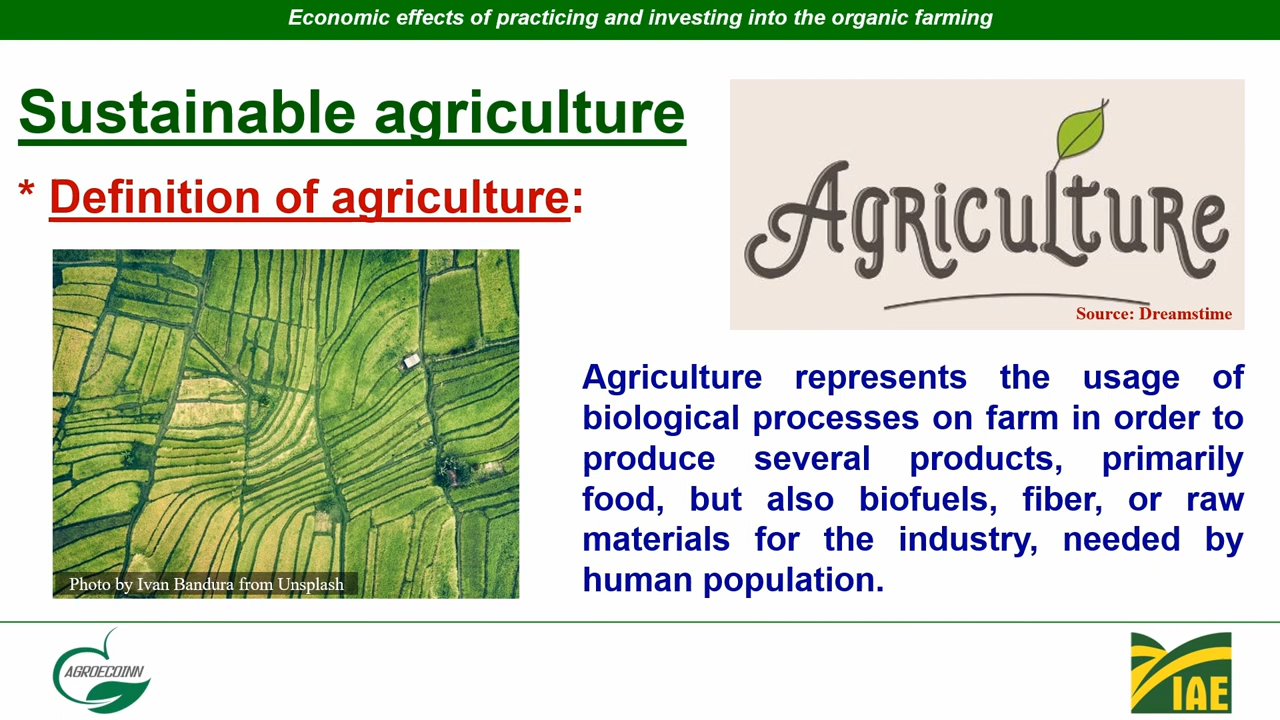 Economic effects of practicing and investing into the organic farming
Sustainable agriculture
* Definition of agriculture:
Agriculture
Source: Dreamstime
Photo by Ivan Bandura from Unsplash
Agriculture represents the usage of
biological processes on farm in order to
produce several products, primarily
food, but also biofuels, fiber, or raw
materials for the industry, needed by
human population.
AGROECOINN
IAE